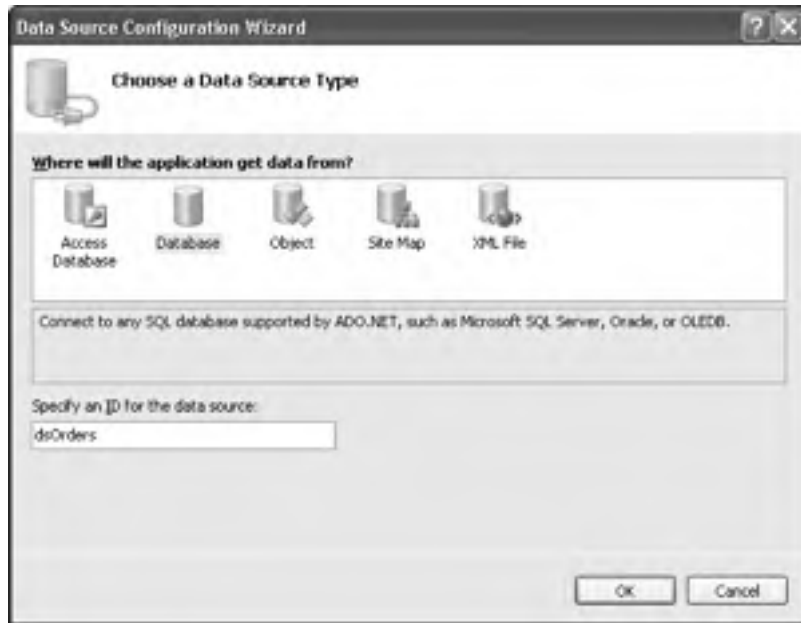 Data Source Configuration Wizard
Choose a Data Source Type
Where will the application get data from?
Access
Database
Database
Object
Site Map
XML File
Connect to any SQL database supported by ADO.NET, such as Microsoft SQL Server, Oracle, or OLEDB.
Specify an ID for the data source:
dsOrders
OK
Cancel